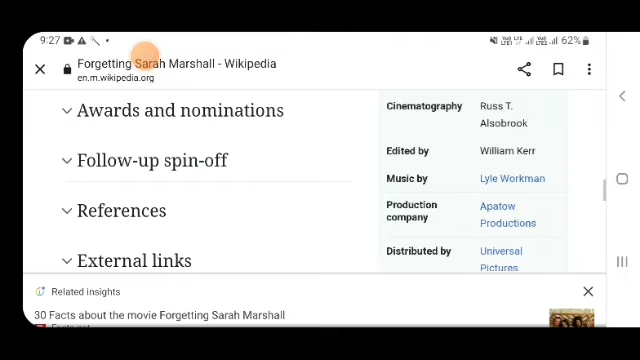 9:27
62%
Forgetting Sarah Marshall - Wikipedia
en.m.wikipedia.org
Awards and nominations
Follow-up spin-off
References
External links
Cinematography Russ T. Alsobrook
Edited by William Kerr
Music by Lyle Workman
Production company Apatow Productions
Distributed by Universal Pictures
Related insights
30 Facts about the movie Forgetting Sarah Marshall